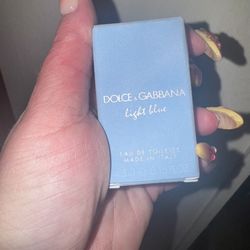 DOLCE & GABBANA
light blue
EAU DE TOILETTE
MADE IN ITALY